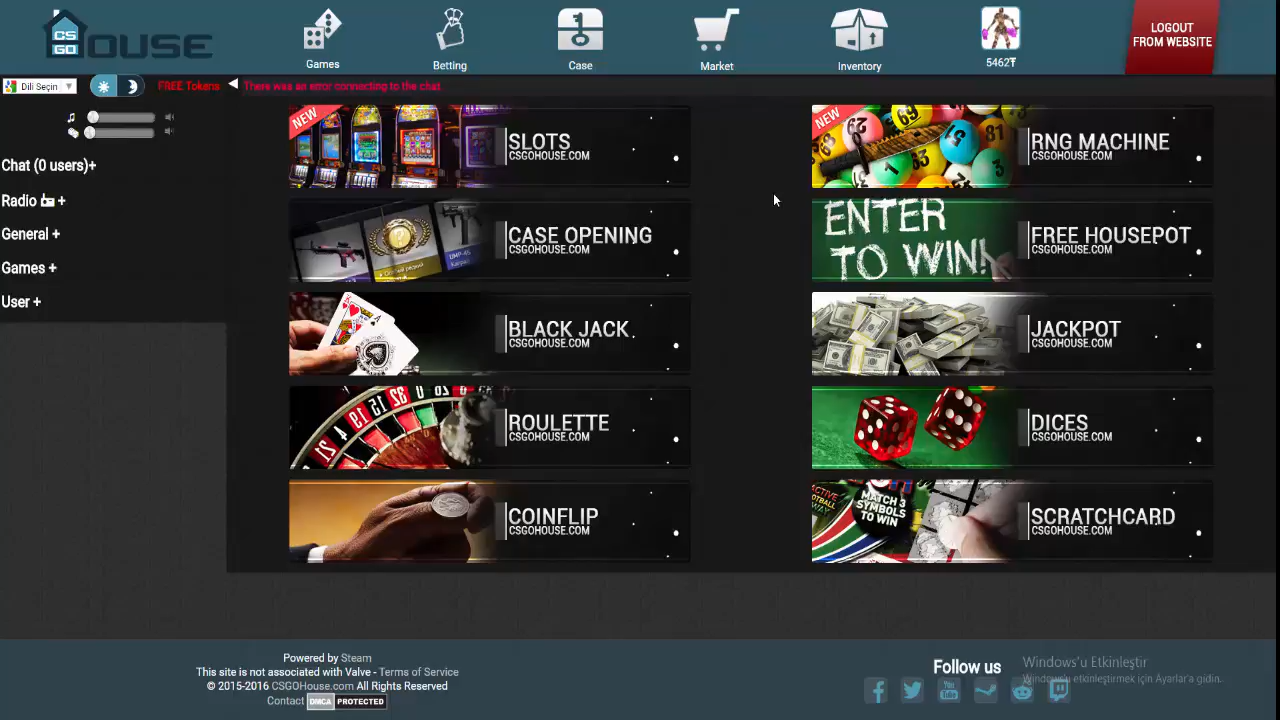 CS GO HOUSE
Games
Betting
Case
Market
Inventory
5462Ŧ
LOGOUT
FROM WEBSITE
Dili Seçin
FREE Tokens
There was an error connecting to the chat.
Chat (0 users)+
Radio +
General +
Games +
User +
NEW
SLOTS
CSGOHOUSE.COM
NEW
RNG MACHINE
CSGOHOUSE.COM
CASE OPENING
CSGOHOUSE.COM
ENTER
TO WIN!
FREE HOUSEPOT
CSGOHOUSE.COM
BLACK JACK
CSGOHOUSE.COM
JACKPOT
CSGOHOUSE.COM
ROULETTE
CSGOHOUSE.COM
DICES
CSGOHOUSE.COM
COINFLIP
CSGOHOUSE.COM
MATCH 3
SYMBOLS
TO WIN
SCRATCHCARD
CSGOHOUSE.COM
Powered by Steam
This site is not associated with Valve - Terms of Service
© 2015-2016 CSGOHouse.com All Rights Reserved
Contact DMCA PROTECTED
Follow us
Windows'u Etkinleştir
Windows'u etkinleştirmek için Ayarlar'a gidin.